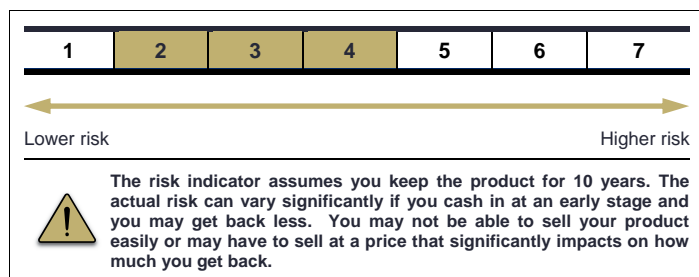 1 2 3 4 5 6 7
Lower risk Higher risk
The risk indicator assumes you keep the product for 10 years. The
actual risk can vary significantly if you cash in at an early stage and
you may get back less. You may not be able to sell your product
easily or may have to sell at a price that significantly impacts on how
much you get back.